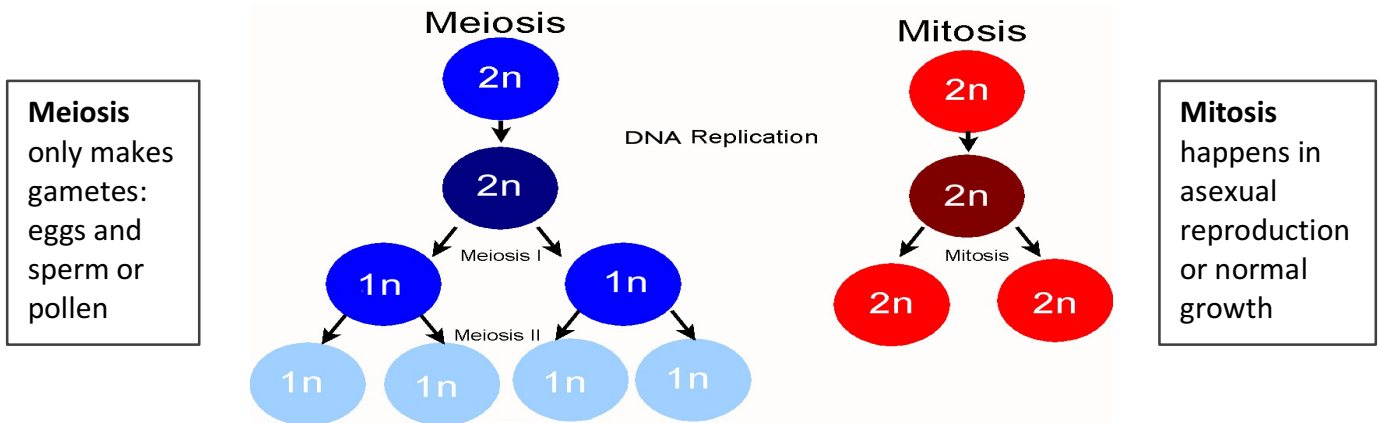 Meiosis
only makes
gametes:
eggs and
sperm or
pollen
Meiosis
2n
2n
Meiosis I
1n
1n
Meiosis II
1n
1n
1n
1n
DNA Replication
Mitosis
2n
2n
Mitosis
2n
2n
Mitosis
happens in
asexual
reproduction
or normal
growth